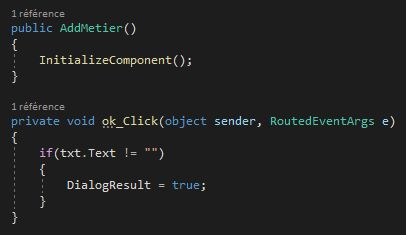 1 référence
public AddMetier()
{
    InitializeComponent();
}
1 référence
private void ok_Click(object sender, RoutedEventArgs e)
{
    if(txt.Text != "")
    {
        DialogResult = true;
    }
}